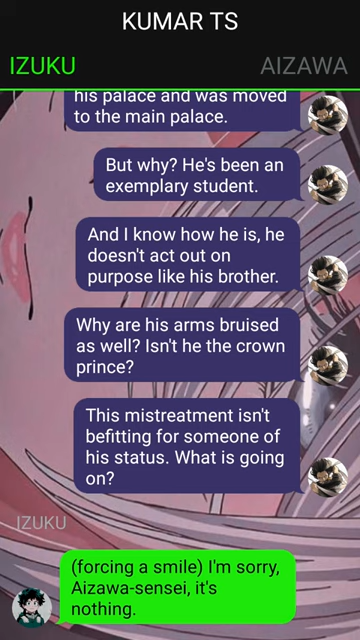 KUMAR TS
IZUKU
AIZAWA
his palace and was moved
to the main palace.
But why? He's been an
exemplary student.
And I know how he is, he
doesn't act out on
purpose like his brother.
Why are his arms bruised
as well? Isn't he the crown
prince?
This mistreatment isn't
befitting for someone of
his status. What is going
on?
IZUKU
(forcing a smile) I'm sorry,
Aizawa-sensei, it's
nothing.